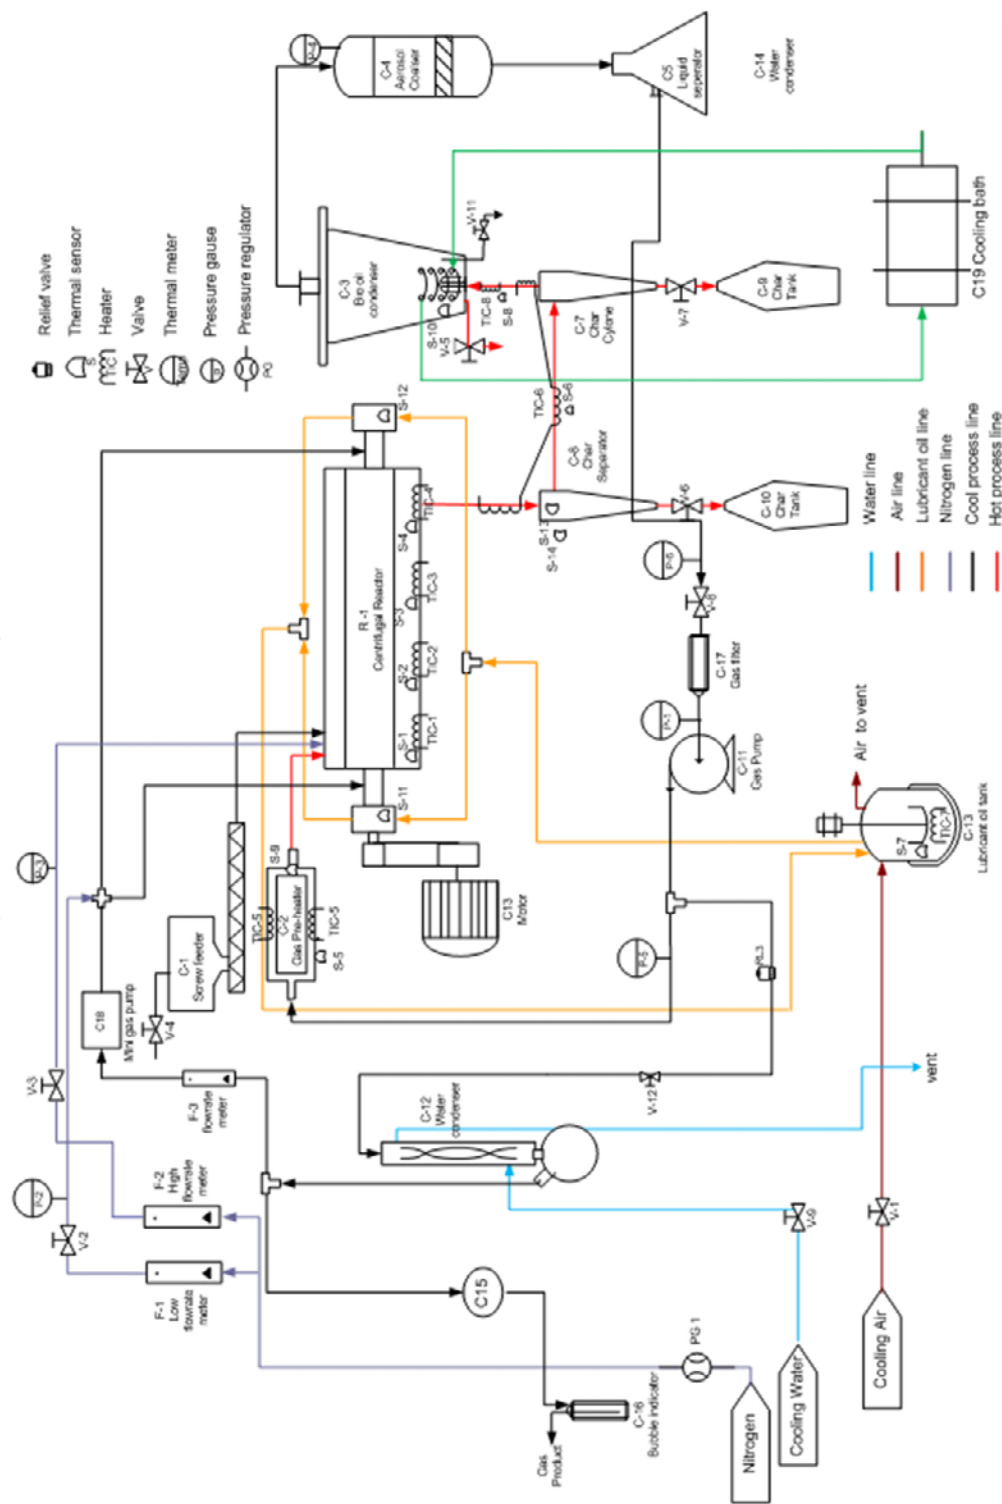 Relief valve
Thermal sensor
S
Heater
TIC
Valve
V
Thermal meter
Pressure gause
P
Pressure regulator
PG
P-4
C-4
Aerosol
Coalser
C5
Liquid
seperator
C-14
Water
condenser
C-3
Bio-oil
condenser
V-11
S-10
V-5
TIC-8
S-8
C-7
Char
Cylone
V-7
C-9
Char
Tank
C19 Cooling bath
S-12
TIC-6
S-6
C-8
Char
Separator
S-14
V-6
C-10
Char
Tank
R-1
Centrifugal Reactor
S-4
TIC-4
S-3
TIC-3
S-2
TIC-2
S-1
TIC-1
S-11
Water line
Air line
Lubricant oil line
Nitrogen line
Cool process line
Hot process line
P-6
V-8
C-17
Gas filter
P-1
C-11
Gas Pump
Air to vent
S-7
TIC-7
C-13
Lubricant oil tank
P-3
C-1
Screw feeder
V-4
S-9
TIC-5
C-2
Gas Pre-heater
TIC-5
S-5
C13
Motor
P-5
RL3
C18
Mini gas pump
V-3
F-3
flowrate
meter
C-12
Water
condenser
V-12
vent
P-2
V-2
F-2
High
flowrate
meter
F-1
Low
flowrate
meter
C15
V-9
V-1
PG 1
C-16
Bubble indicator
Gas
Product
Nitrogen
Cooling Water
Cooling Air